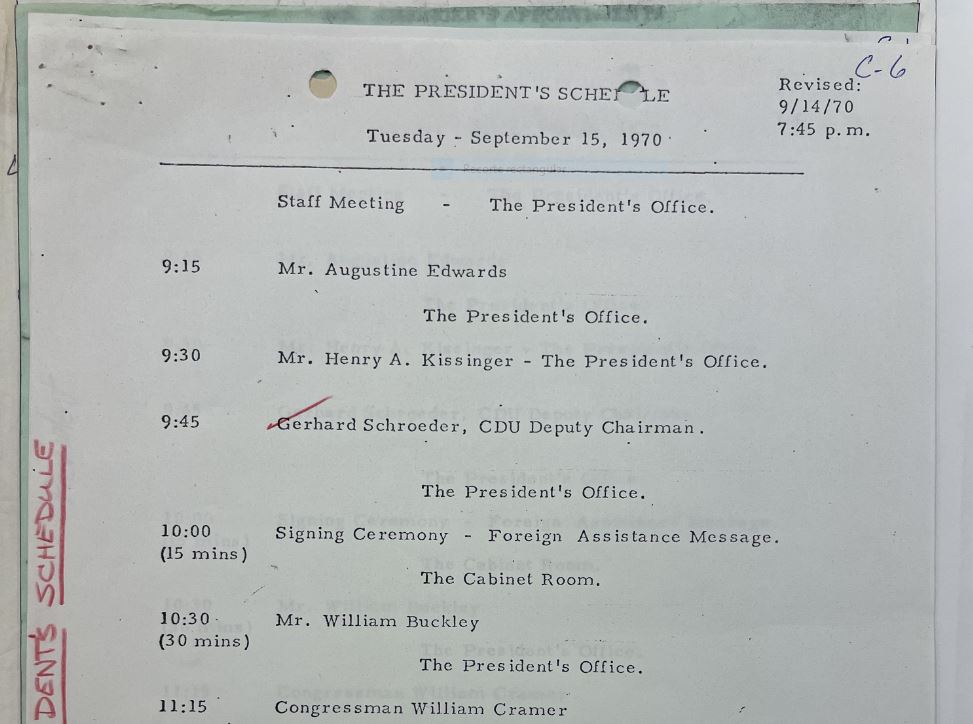 C-6
THE PRESIDENT'S SCHE LE
Revised:
9/14/70
7:45 p.m.
Tuesday - September 15, 1970
Recorte rectangular
Staff Meeting - The President's Office.
9:15 Mr. Augustine Edwards
The President's Office.
9:30 Mr. Henry A. Kissinger - The President's Office.
9:45 Gerhard Schroeder, CDU Deputy Chairman.
The President's Office.
10:00 Signing Ceremony - Foreign Assistance Message.
(15 mins)
The Cabinet Room.
10:30 Mr. William Buckley
(30 mins)
The President's Office.
11:15 Congressman William Cramer
DENT'S SCHEDULE